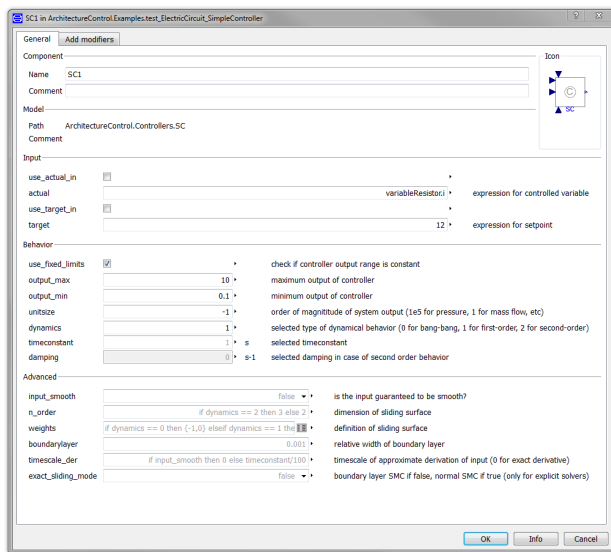 SC1 in ArchitectureControl.Examples.test_ElectricCircuit_SimpleController
General Add modifiers
Component
Icon
Name SC1
Comment
© SC
Model
Path ArchitectureControl.Controllers.SC
Comment
Input
use_actual_in
actual variableResistor.i expression for controlled variable
use_target_in
target 12 expression for setpoint
Behavior
use_fixed_limits check if controller output range is constant
output_max 10 maximum output of controller
output_min 0.1 minimum output of controller
unitsize -1 order of magnititude of system output (1e5 for pressure, 1 for mass flow, etc)
dynamics 1 selected type of dynamical behavior (0 for bang-bang, 1 for first-order, 2 for second-order)
timeconstant 1 s selected timeconstant
damping 0 s-1 selected damping in case of second order behavior
Advanced
input_smooth false is the input guaranteed to be smooth?
n_order if dynamics == 2 then 3 else 2 dimension of sliding surface
weights if dynamics == 0 then {-1,0} elseif dynamics == 1 the definition of sliding surface
boundarylayer 0.001 relative width of boundary layer
timescale_der if input_smooth then 0 else timeconstant/100 timescale of approximate derivation of input (0 for exact derivative)
exact_sliding_mode false boundary layer SMC if false, normal SMC if true (only for explicit solvers)
OK Info Cancel